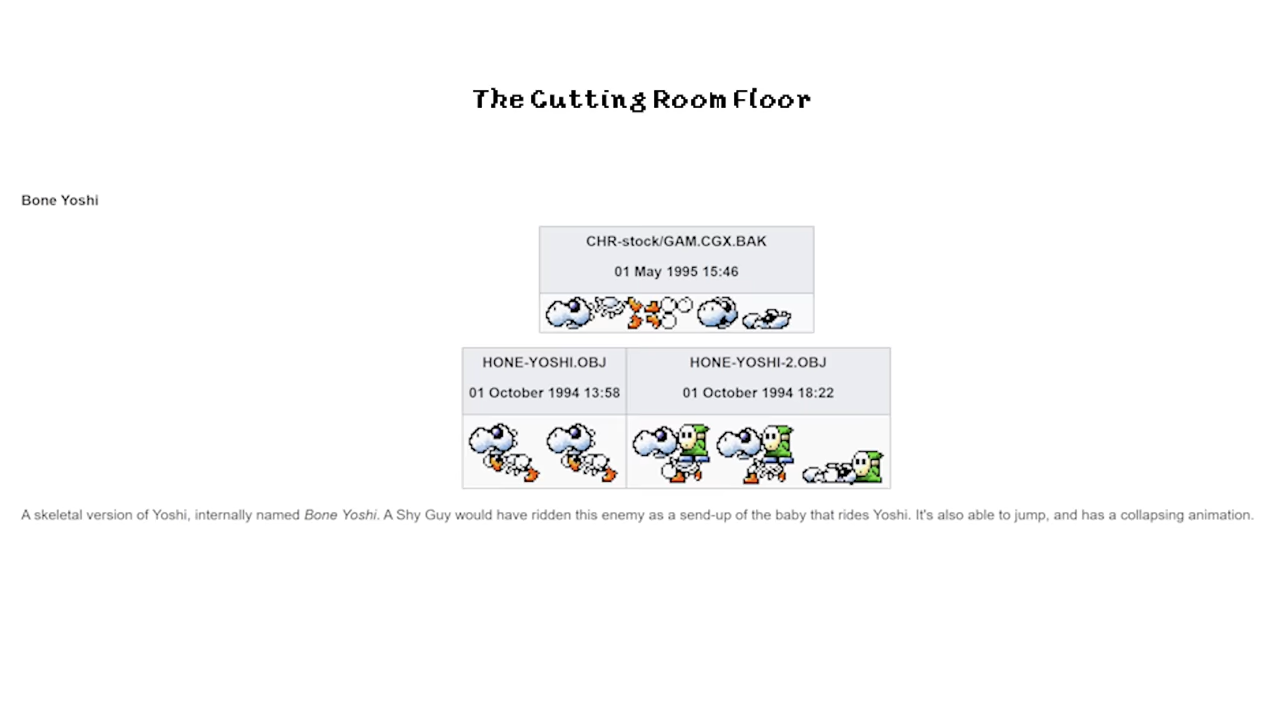 The Cutting Room Floor
Bone Yoshi
CHR-stock/GAM.CGX.BAK
01 May 1995 15:46
HONE-YOSHI.OBJ
HONE-YOSHI-2.OBJ
01 October 1994 13:58
01 October 1994 18:22
A skeletal version of Yoshi, internally named Bone Yoshi. A Shy Guy would have ridden this enemy as a send-up of the baby that rides Yoshi. It's also able to jump, and has a collapsing animation.